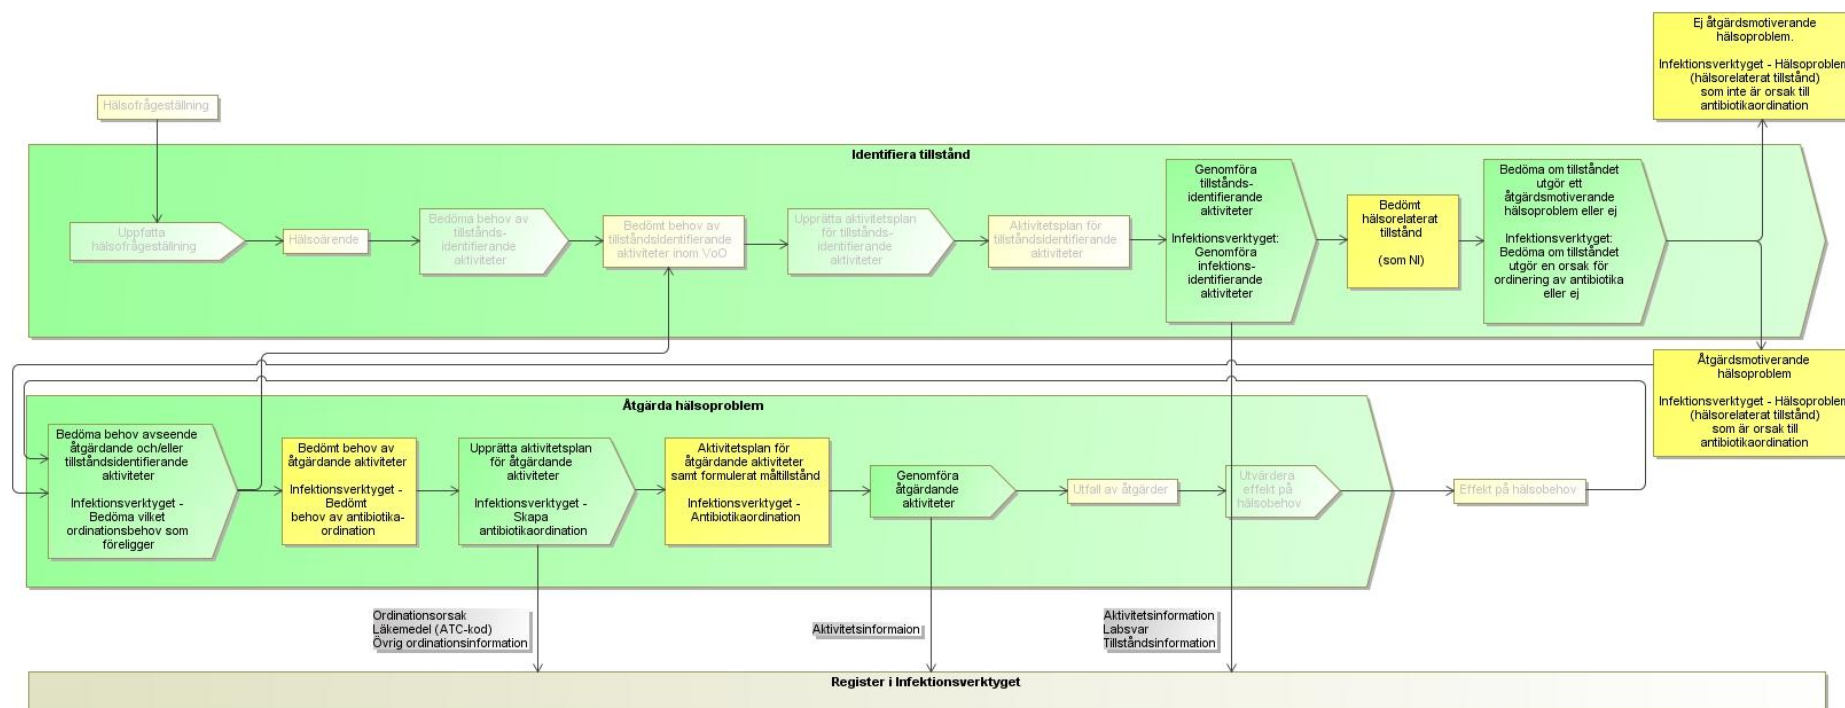 Ej åtgärdsmotiverande
hälsoproblem.
Infektionsverktyget - Hälsoproblem
(hälsorelaterat tillstånd)
som inte är orsak till
antibiotikaordination
Hälsofrågeställning
Identifiera tillstånd
Uppfatta
hälsofrågeställning
Hälsoärende
Bedöma behov av
tillstånds-
identifierande
aktiviteter
Bedömt behov av
tillståndsidentifierande
aktiviteter inom VoO
Upprätta aktivitetsplan
för tillstånds-
identifierande
aktiviteter
Aktivitetsplan för
tillståndsidentifierande
aktiviteter
Genomföra
tillstånds-
identifierande
aktiviteter
Infektionsverktyget:
Genomföra
infektions-
identifierande
aktiviteter
Bedömt
hälsorelaterat
tillstånd
(som NI)
Bedöma om tillståndet
utgör ett
åtgärdsmotiverande
hälsoproblem eller ej
Infektionsverktyget:
Bedöma om tillståndet
utgör en orsak för
ordinering av antibiotika
eller ej
Åtgärdsmotiverande
hälsoproblem
Infektionsverktyget - Hälsoproblem
(hälsorelaterat tillstånd)
som är orsak till
antibiotikaordination
Åtgärda hälsoproblem
Bedöma behov avseende
åtgärdande och/eller
tillståndsidentifierande
aktiviteter
Infektionsverktyget -
Bedöma vilket
ordinationsbehov som
föreligger
Bedömt behov av
åtgärdande aktiviteter
Infektionsverktyget -
Bedömt
behov av antibiotika-
ordination
Upprätta aktivitetsplan
för åtgärdande
aktiviteter
Infektionsverktyget -
Skapa
antibiotikaordination
Aktivitetsplan för
åtgärdande aktiviteter
samt formulerat måltillstånd
Infektionsverktyget
-Antibiotikaordination
Genomföra
åtgärdande
aktiviteter
Utfall av åtgärder
Utvärdera
effekt på
hälsobehov
Effekt på hälsobehov
Ordinationsorsak
Läkemedel (ATC-kod)
Övrig ordinationsinformation
Aktivitetsinformaion
Aktivitetsinformation
Labsvar
Tillståndsinformation
Register i Infektionsverktyget